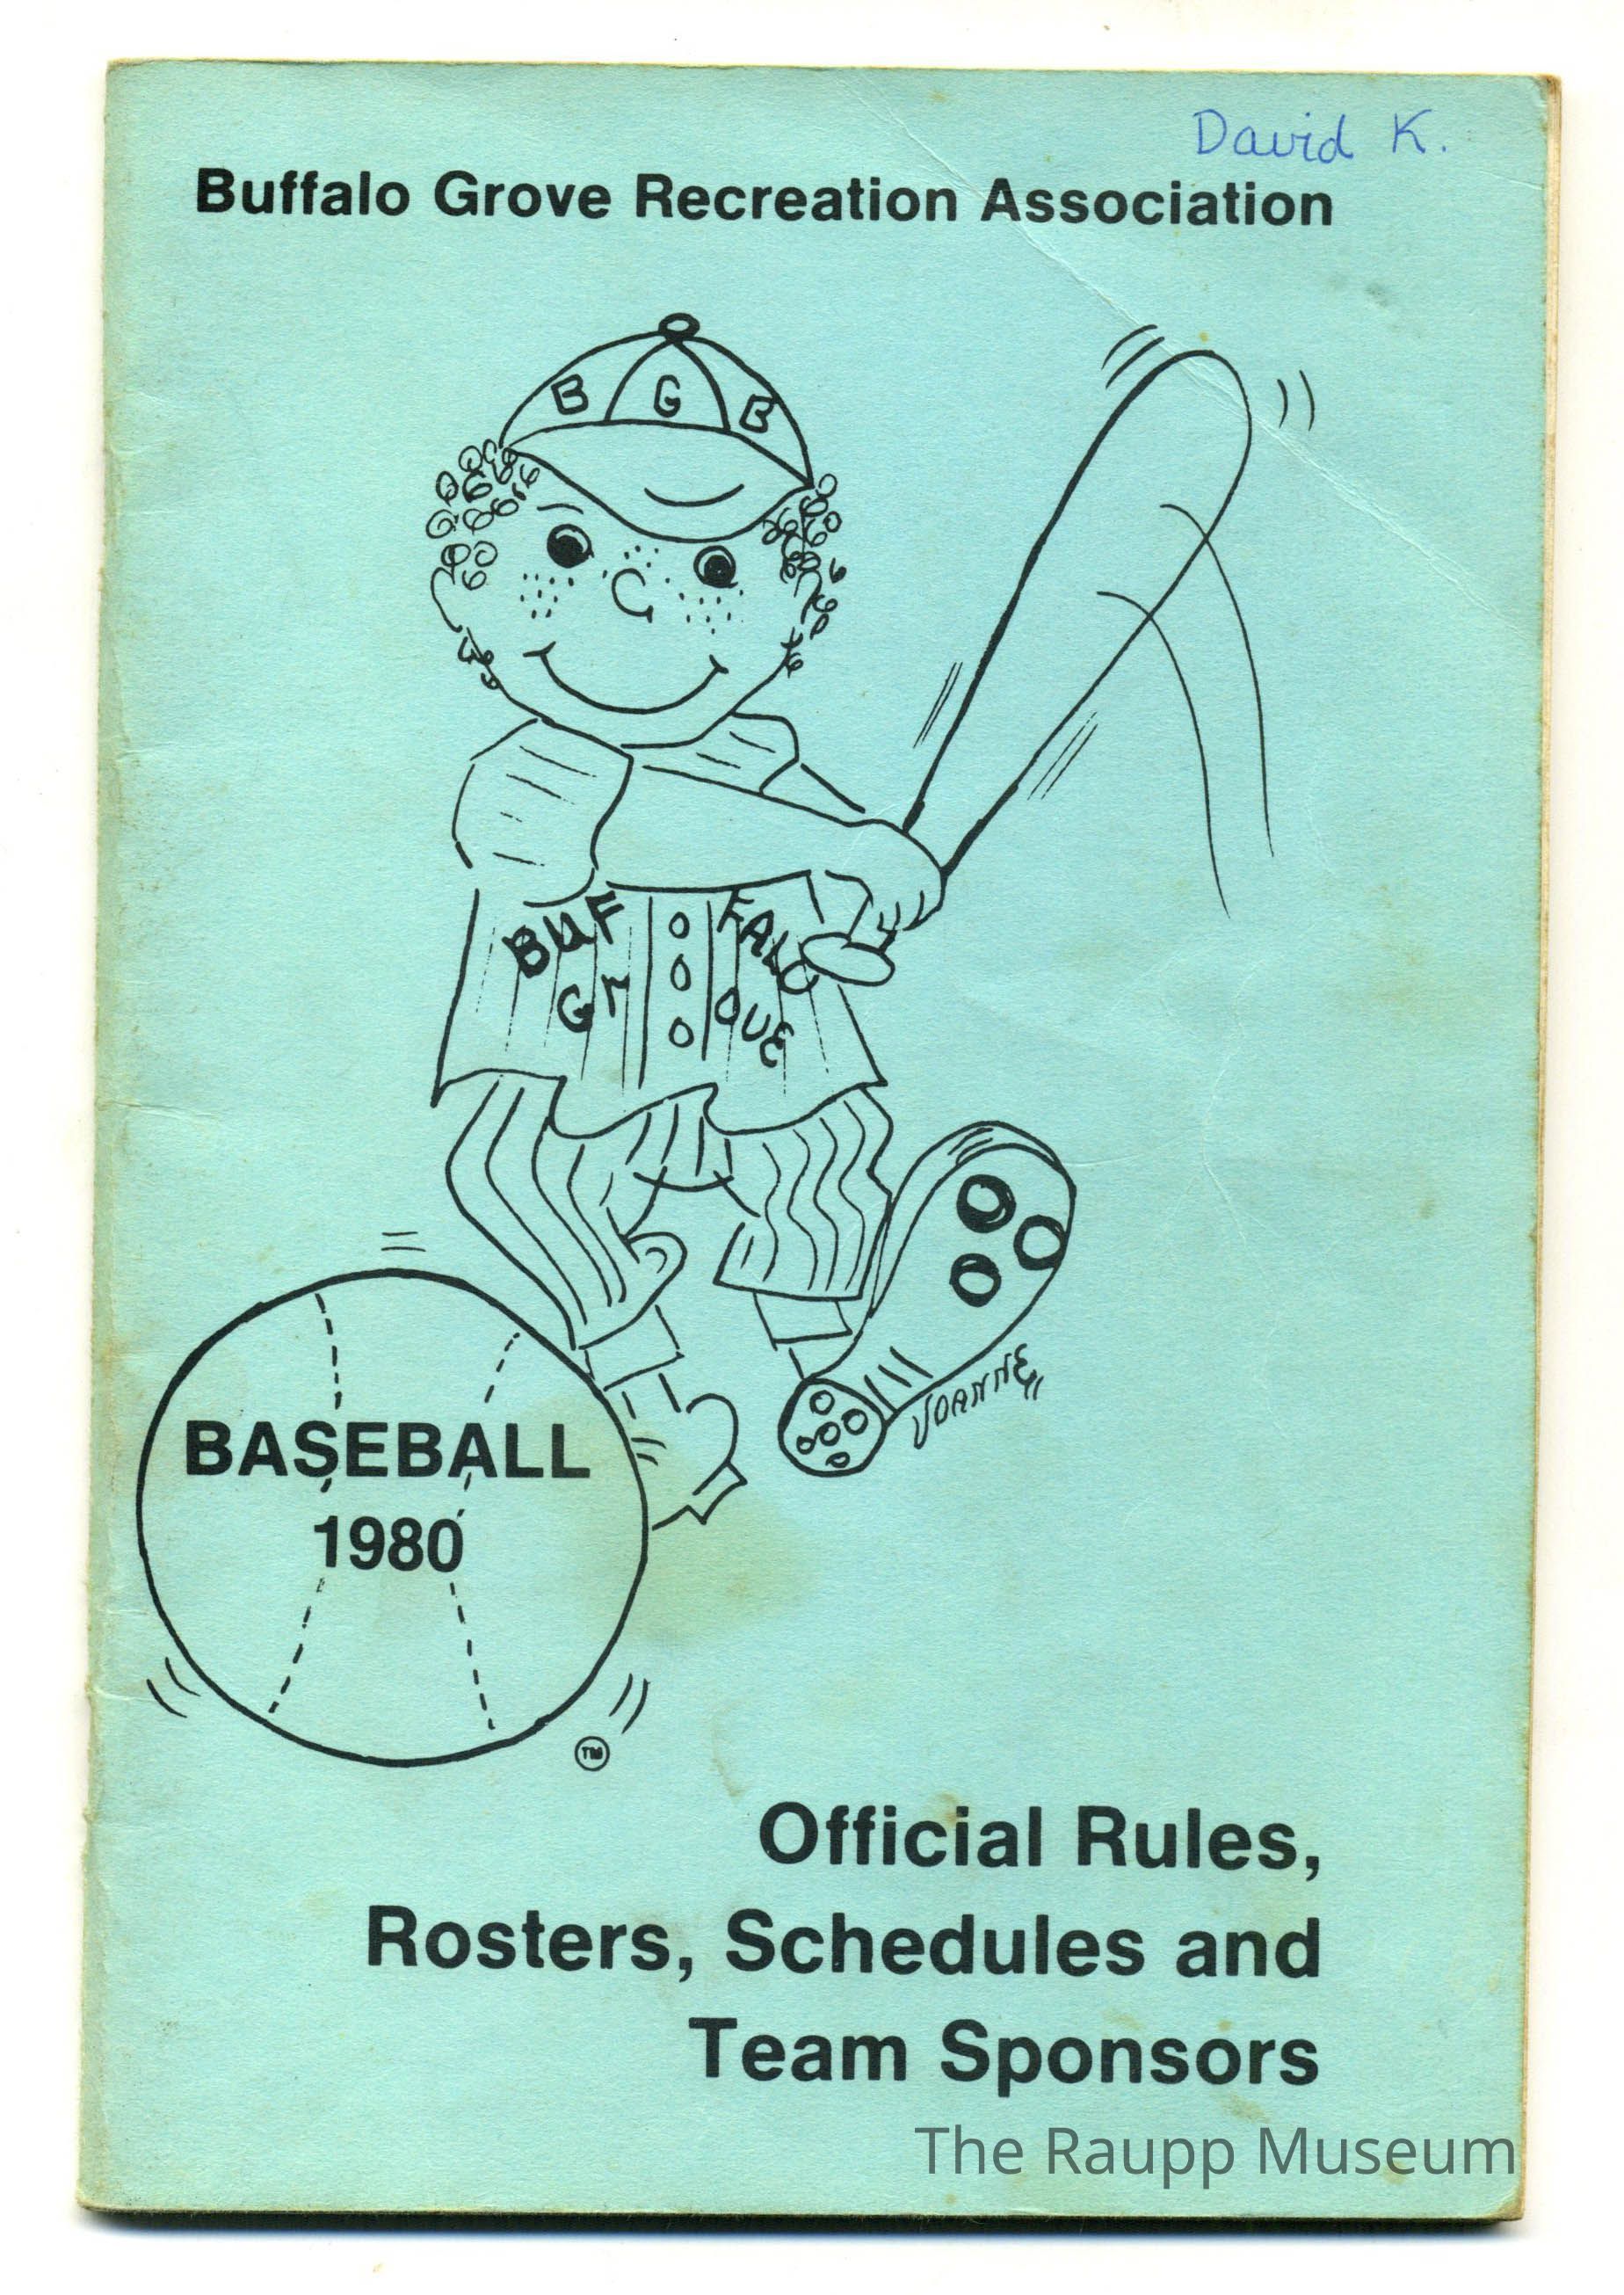 David K.
Buffalo Grove Recreation Association
B G B
BUF FALO
Gr OVE
JOANNE
BASEBALL
1980
TM
Official Rules,
Rosters, Schedules and
Team Sponsors
The Raupp Museum